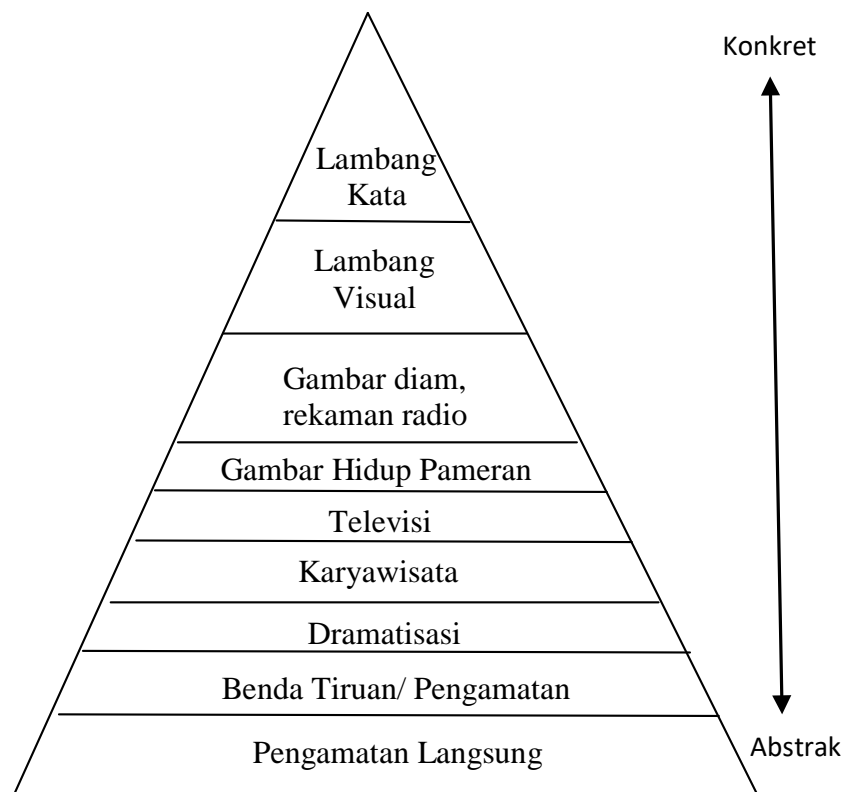 Konkret
Lambang
Kata
Lambang
Visual
Gambar diam,
rekaman radio
Gambar Hidup Pameran
Televisi
Karyawisata
Dramatisasi
Benda Tiruan/ Pengamatan
Pengamatan Langsung
Abstrak